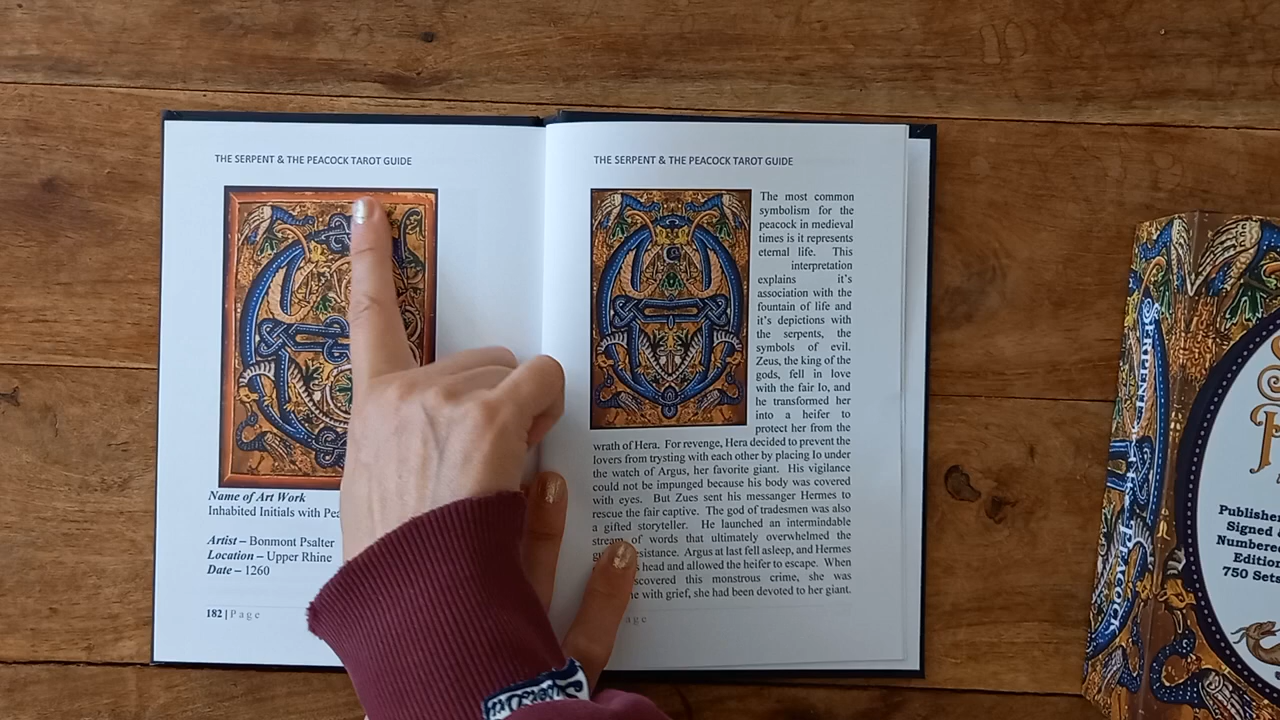 THE SERPENT & THE PEACOCK TAROT GUIDE
Name of Art Work
Inhabited Initials with
Artist – Bonmont Psalter
Location – Upper Rhine
Date – 1260
182 | Page
THE SERPENT & THE PEACOCK TAROT GUIDE
The most common
symbolism for the
peacock in medieval
times is it represents
eternal life. This
interpretation
explains it's
association with the
fountain of life and
it's depictions with
the serpents, the
symbols of evil.
Zeus, the king of the
gods, fell in love
with the fair Io, and
he transformed her
into a heifer to
protect her from the
wrath of Hera. For revenge, Hera decided to prevent the
lovers from trysting with each other by placing Io under
the watch of Argus, her favorite giant. His vigilance
could not be impunged because his body was covered
with eyes. But Zues sent his messanger Hermes to
rescue the fair captive. The god of tradesmen was also
a gifted storyteller. He launched an intermindable
stream of words that ultimately overwhelmed the
sistance. Argus at last fell asleep, and Hermes
head and allowed the heifer to escape. When
scovered this monstrous crime, she was
with grief, she had been devoted to her giant.
age
SERPENT
PEACOCK
Publisher
Signed
Numbered
Edition
750 Sets